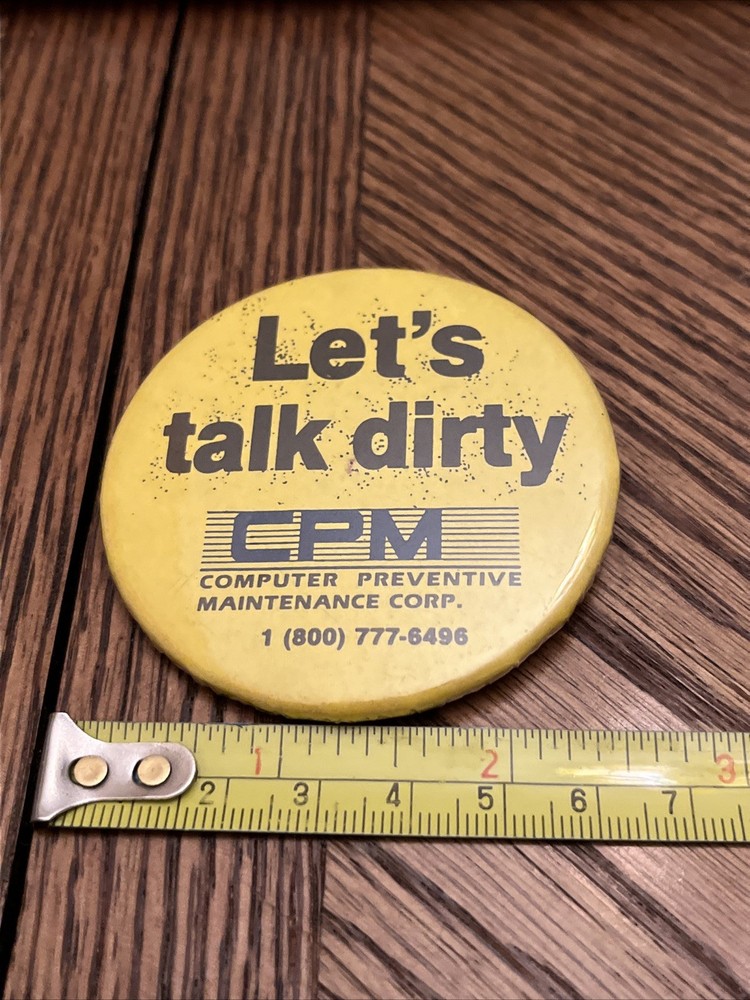 Let's
talk dirty
CPM
COMPUTER PREVENTIVE
MAINTENANCE CORP.
1 (800) 777-6496
1 2 3
2 3 4 5 6 7